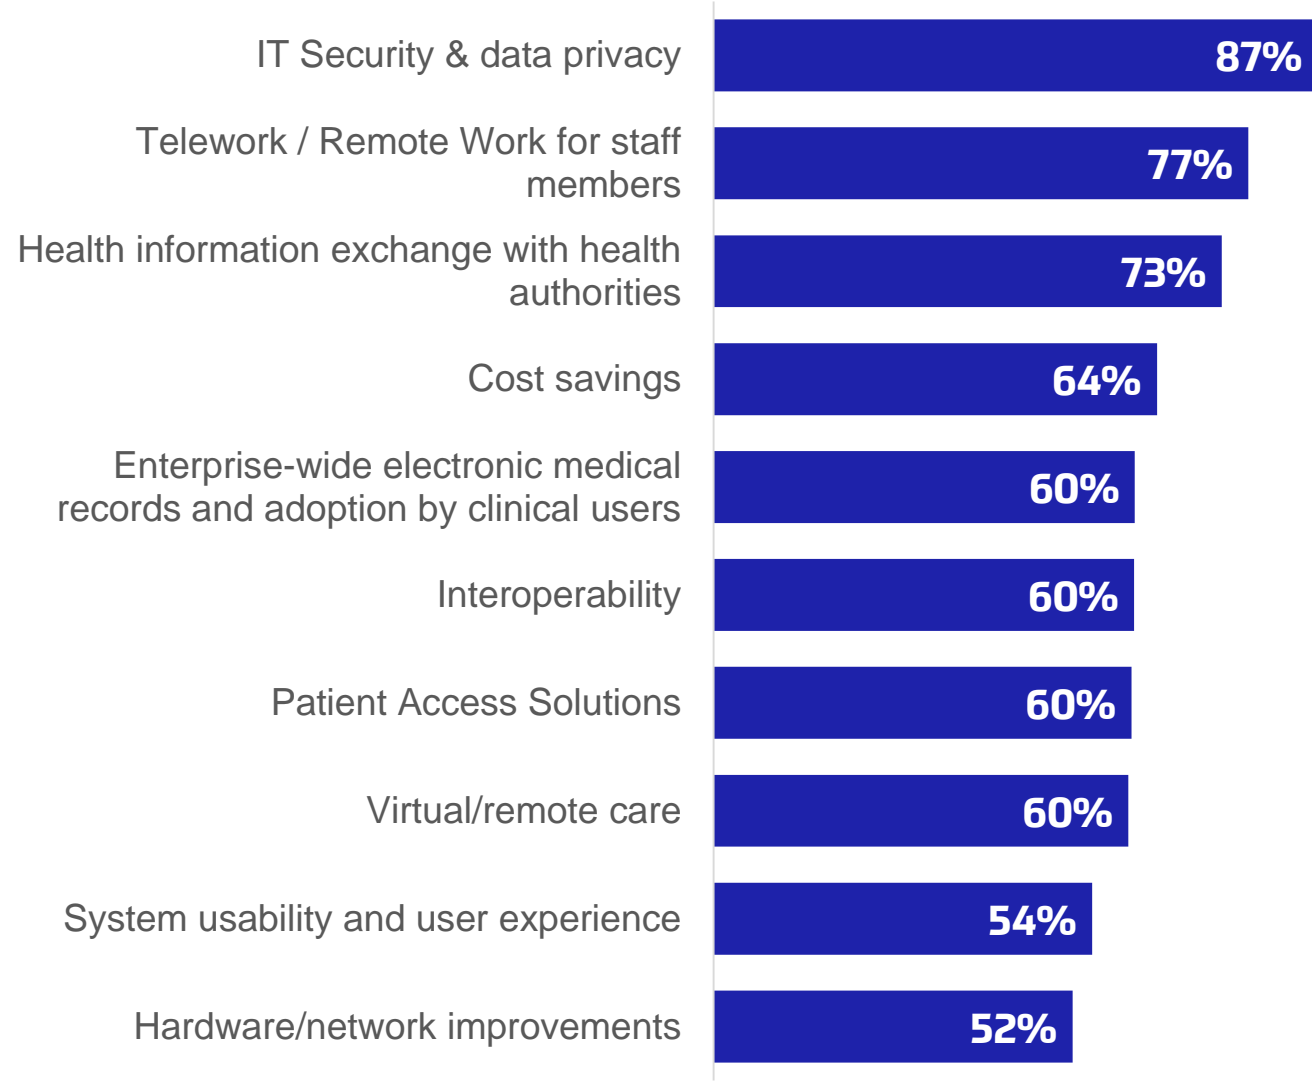 IT Security & data privacy 87%
Telework / Remote Work for staff
members 77%
Health information exchange with health
authorities 73%
Cost savings 64%
Enterprise-wide electronic medical
records and adoption by clinical users 60%
Interoperability 60%
Patient Access Solutions 60%
Virtual/remote care 60%
System usability and user experience 54%
Hardware/network improvements 52%